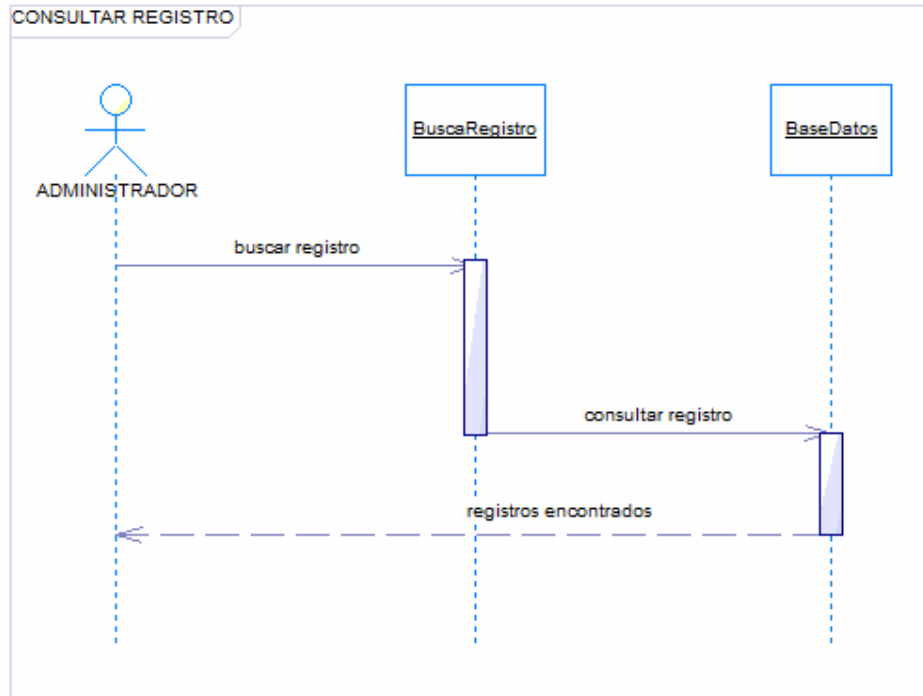 CONSULTAR REGISTRO
BuscaRegistro
BaseDatos
ADMINISTRADOR
buscar registro
consultar registro
registros encontrados